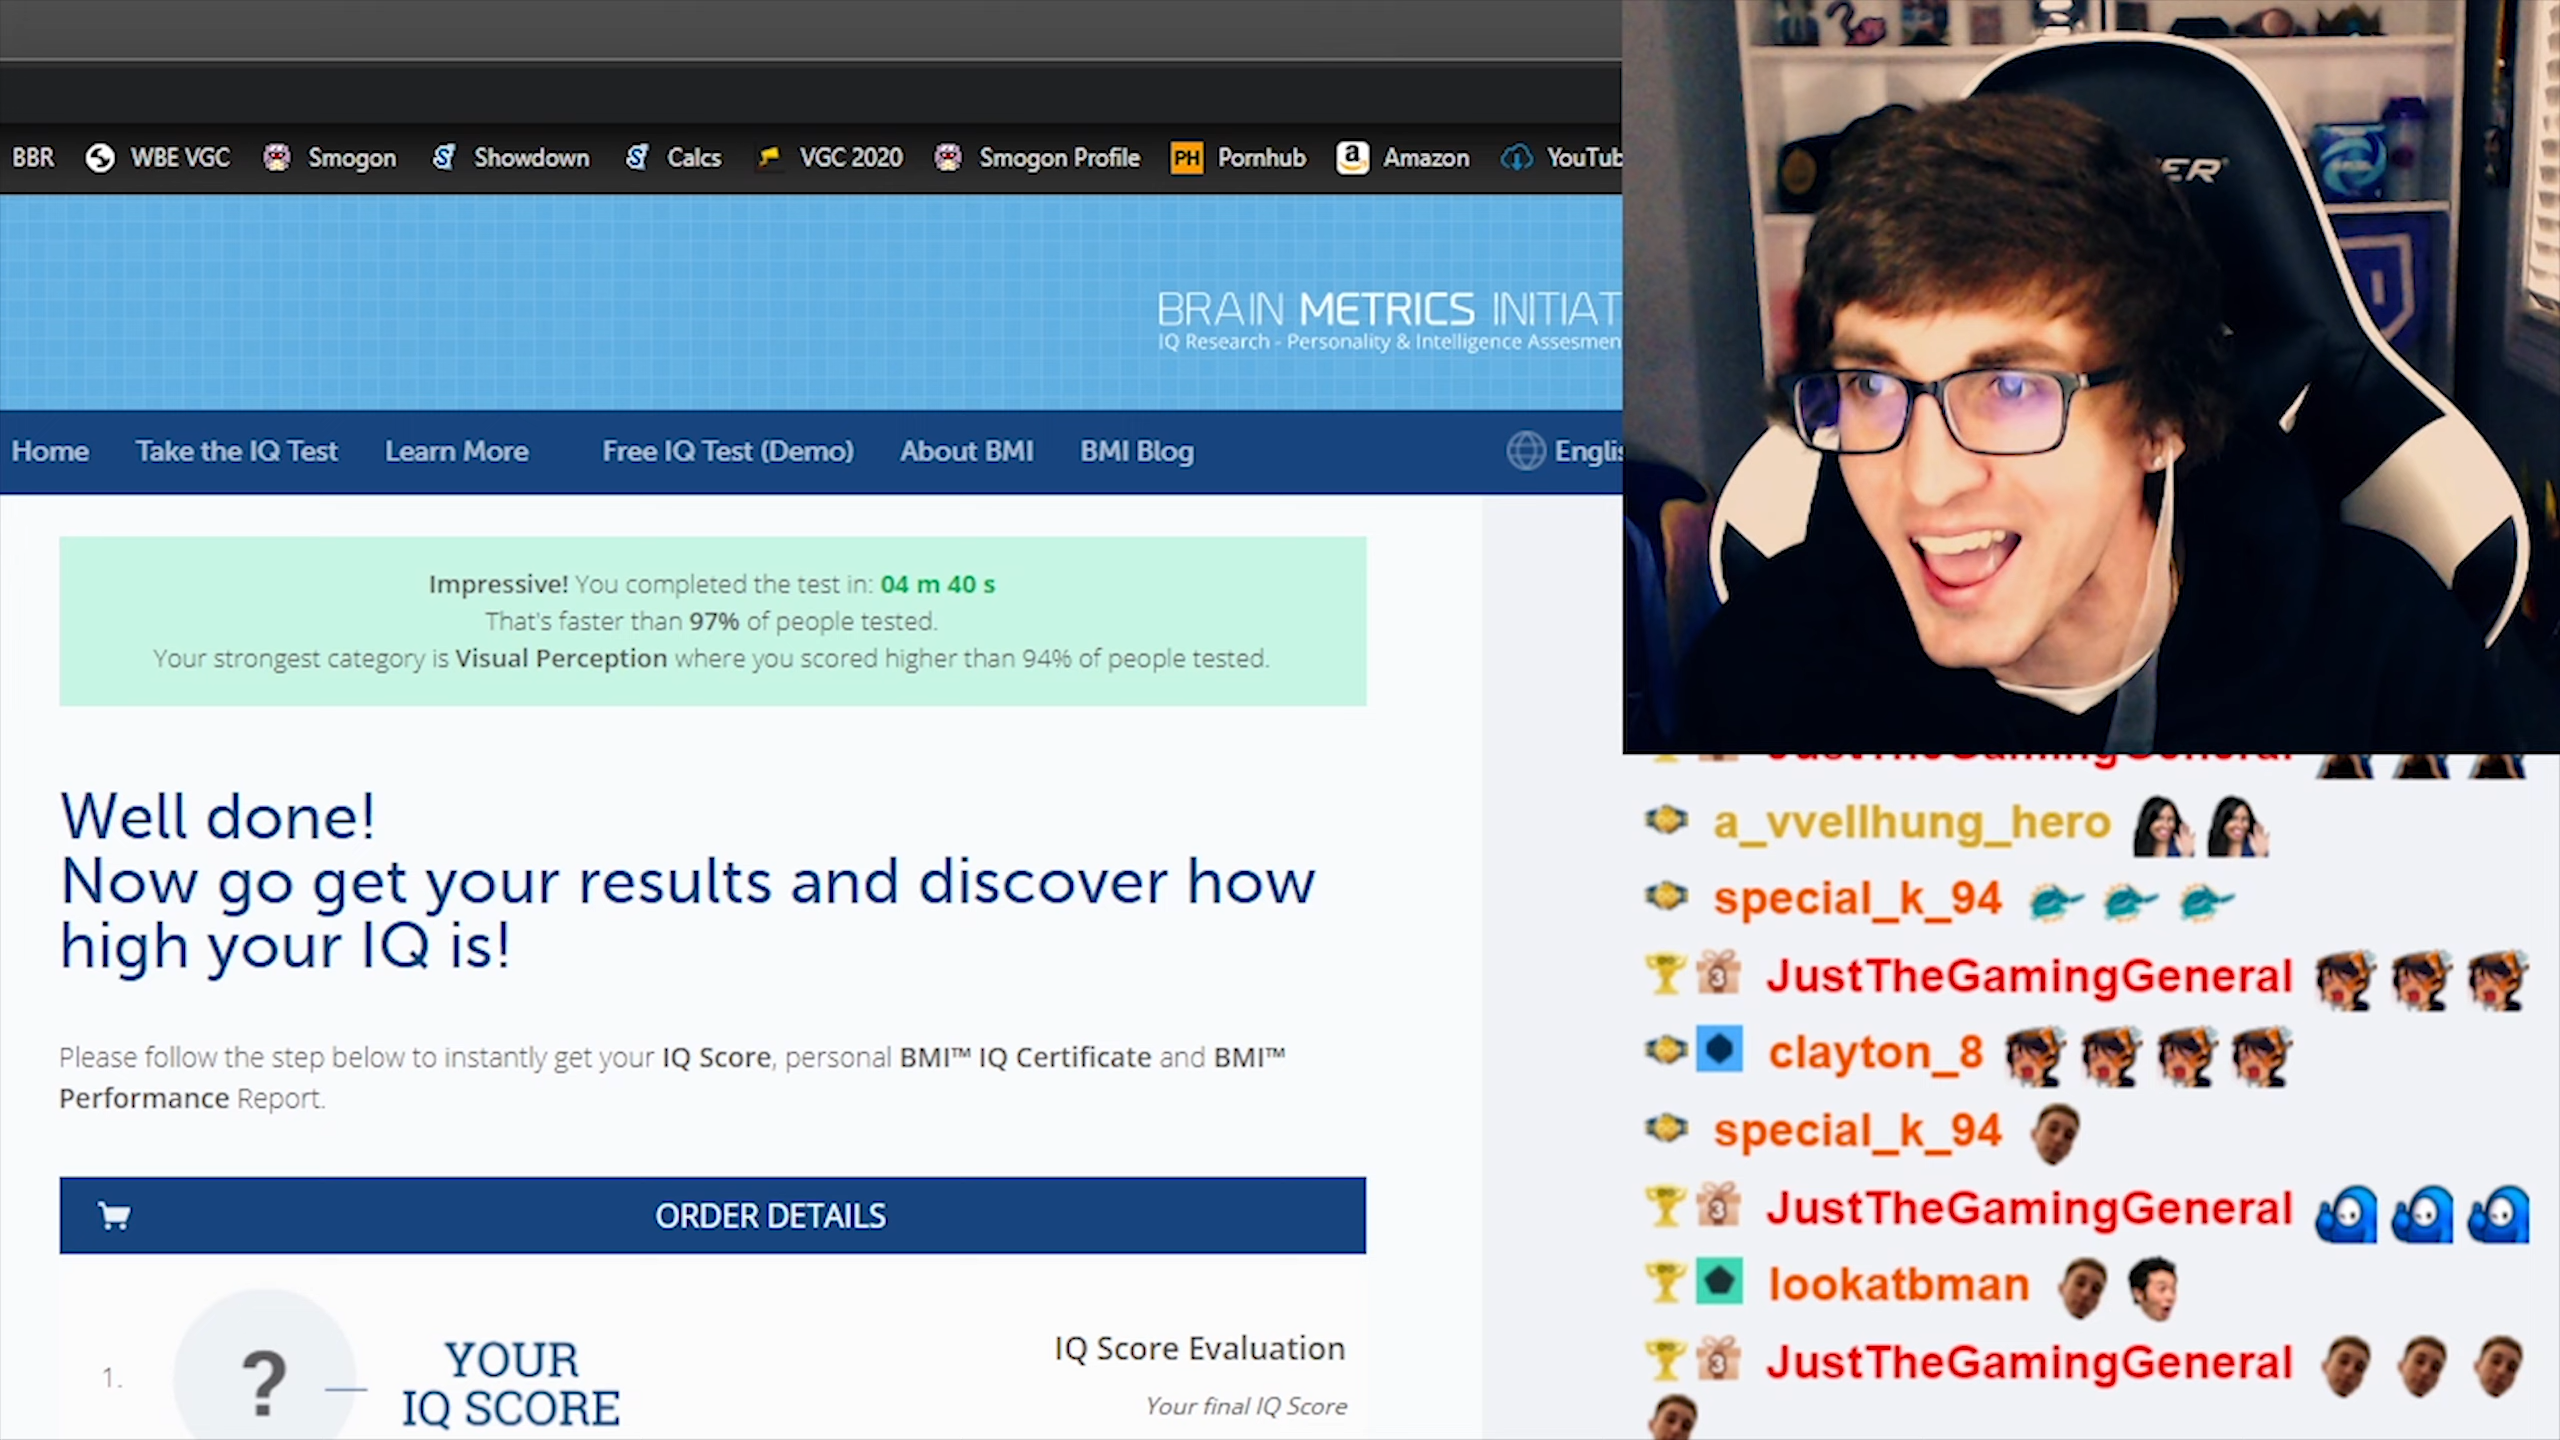 BBR WBE VGC Smogon Showdown Calcs VGC 2020 Smogon Profile PH Pornhub a Amazon YouTub
BRAIN METRICS INITIAT
IQ Research - Personality & Intelligence Assesmen
Home Take the IQ Test Learn More Free IQ Test (Demo) About BMI BMI Blog Englis
Impressive! You completed the test in: 04 m 40 s
That's faster than 97% of people tested.
Your strongest category is Visual Perception where you scored higher than 94% of people tested.
Well done!
Now go get your results and discover how
high your IQ is!
Please follow the step below to instantly get your IQ Score, personal BMI™ IQ Certificate and BMI™
Performance Report.
ORDER DETAILS
1.
?
YOUR
IQ SCORE
IQ Score Evaluation
Your final IQ Score
ER
JustTheGamingGeneral
a_vvellhung_hero
special_k_94
3 JustTheGamingGeneral
clayton_8
special_k_94
3 JustTheGamingGeneral
lookatbman
3 JustTheGamingGeneral